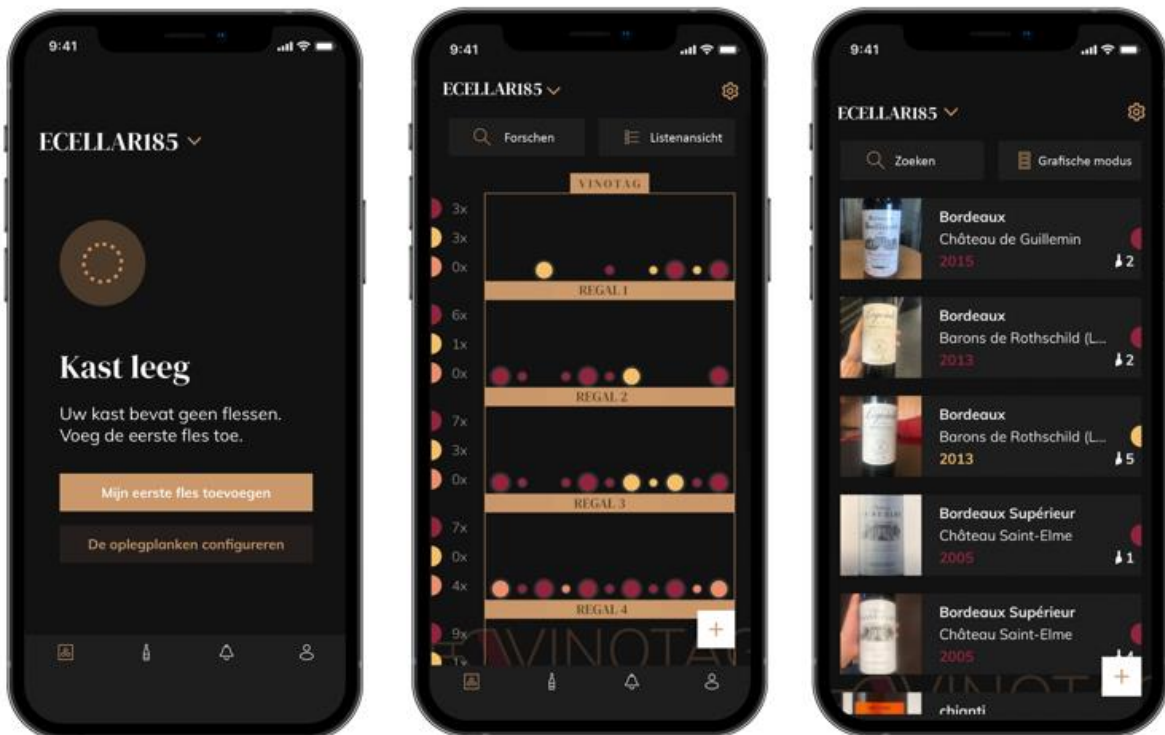 9:41
ECELLAR185
Kast leeg
Uw kast bevat geen flessen.
Voeg de eerste fles toe.
Mijn eerste fles toevoegen
De oplegplanken configureren
9:41
ECELLAR185
Forschen
Listenansicht
VINOTAG
3x
3x
0x
REGAL 1
6x
1x
0x
REGAL 2
7x
3x
0x
REGAL 3
7x
0x
4x
REGAL 4
9x
1x
+
VINOTAG
9:41
ECELLAR185
Zoeken
Grafische modus
Bordeaux
Château de Guillemin
2015
2
Bordeaux
Barons de Rothschild (L...
2013
2
Bordeaux
Barons de Rothschild (L...
2013
5
Bordeaux Supérieur
Château Saint-Elme
2005
1
Bordeaux Supérieur
Château Saint-Elme
2005
+
VINOTAG
chianti